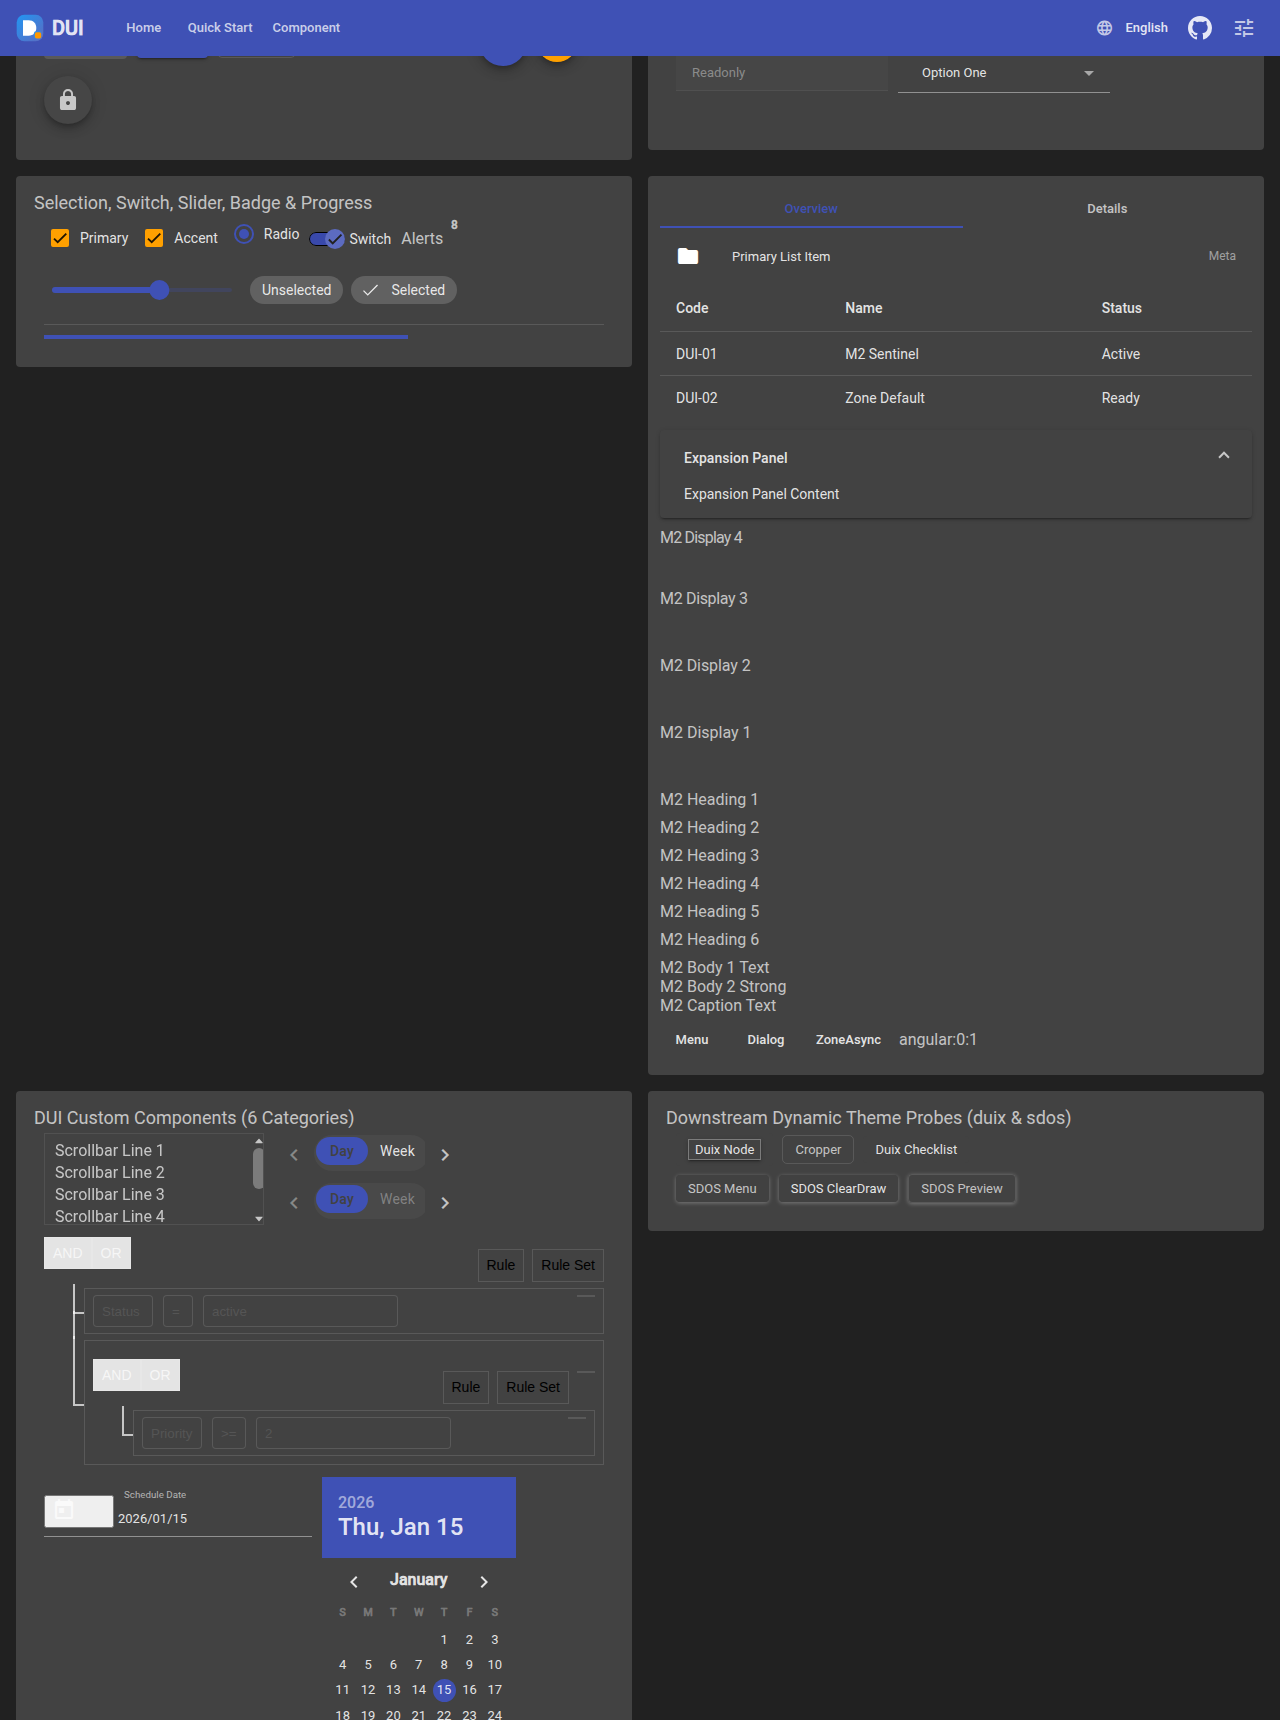 DUI Home Quick Start Component English
Readonly Option One
Selection, Switch, Slider, Badge & Progress
Primary Accent Radio Switch Alerts 8
Unselected Selected
Overview Details
Primary List Item Meta
Code Name Status
DUI-01 M2 Sentinel Active
DUI-02 Zone Default Ready
Expansion Panel
Expansion Panel Content
M2 Display 4
M2 Display 3
M2 Display 2
M2 Display 1
M2 Heading 1
M2 Heading 2
M2 Heading 3
M2 Heading 4
M2 Heading 5
M2 Heading 6
M2 Body 1 Text
M2 Body 2 Strong
M2 Caption Text
Menu Dialog ZoneAsync angular:0:1
DUI Custom Components (6 Categories)
Scrollbar Line 1
Scrollbar Line 2
Scrollbar Line 3
Scrollbar Line 4
Day Week
Day Week
AND OR Rule Rule Set
Status = active
AND OR Rule Rule Set
Priority >= 2
Schedule Date
2026/01/15
2026
Thu, Jan 15
January
S M T W T F S
1 2 3
4 5 6 7 8 9 10
11 12 13 14 15 16 17
18 19 20 21 22 23 24
Downstream Dynamic Theme Probes (duix & sdos)
Duix Node Cropper Duix Checklist
SDOS Menu SDOS ClearDraw SDOS Preview